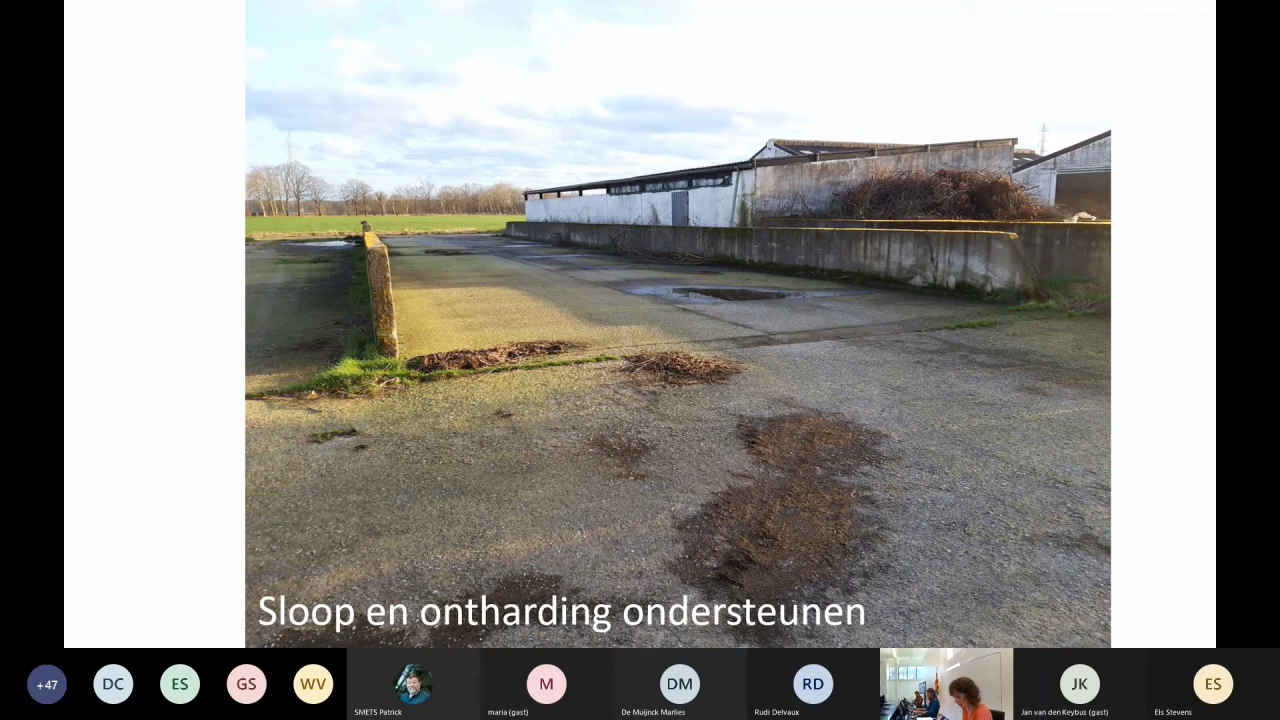 Sloop en ontharding ondersteunen
+47
DC
ES
GS
WV
SMETS Patrick
M
maria (gast)
DM
De Muijnck Marlies
RD
Rudi Delvaux
JK
Jan van den Keybus (gast)
ES
Els Stevens